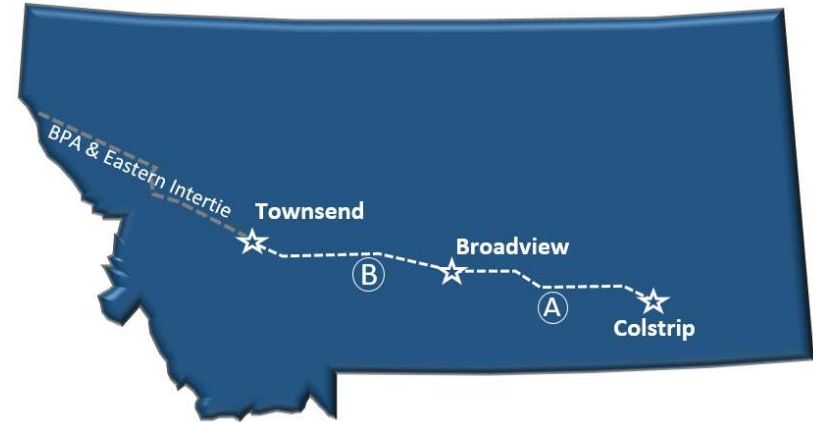 BPA & Eastern Intertie
Townsend
Broadview
B
A
Colstrip